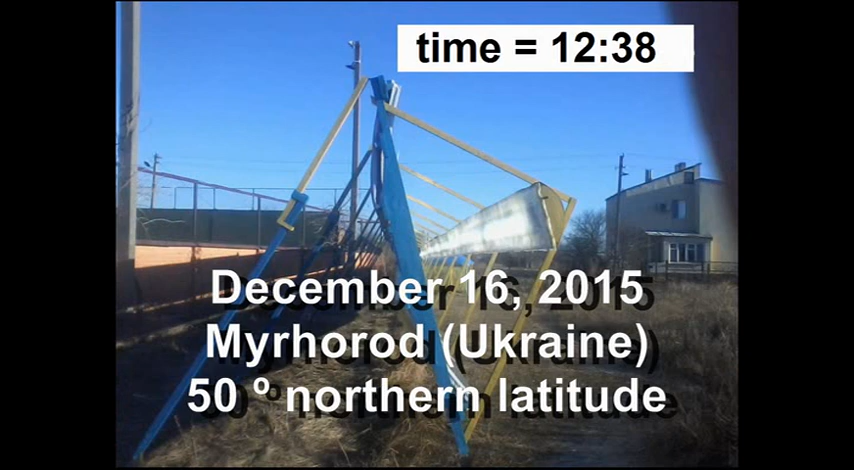 time = 12:38
December 16, 2015
Myrhorod (Ukraine)
50 º northern latitude